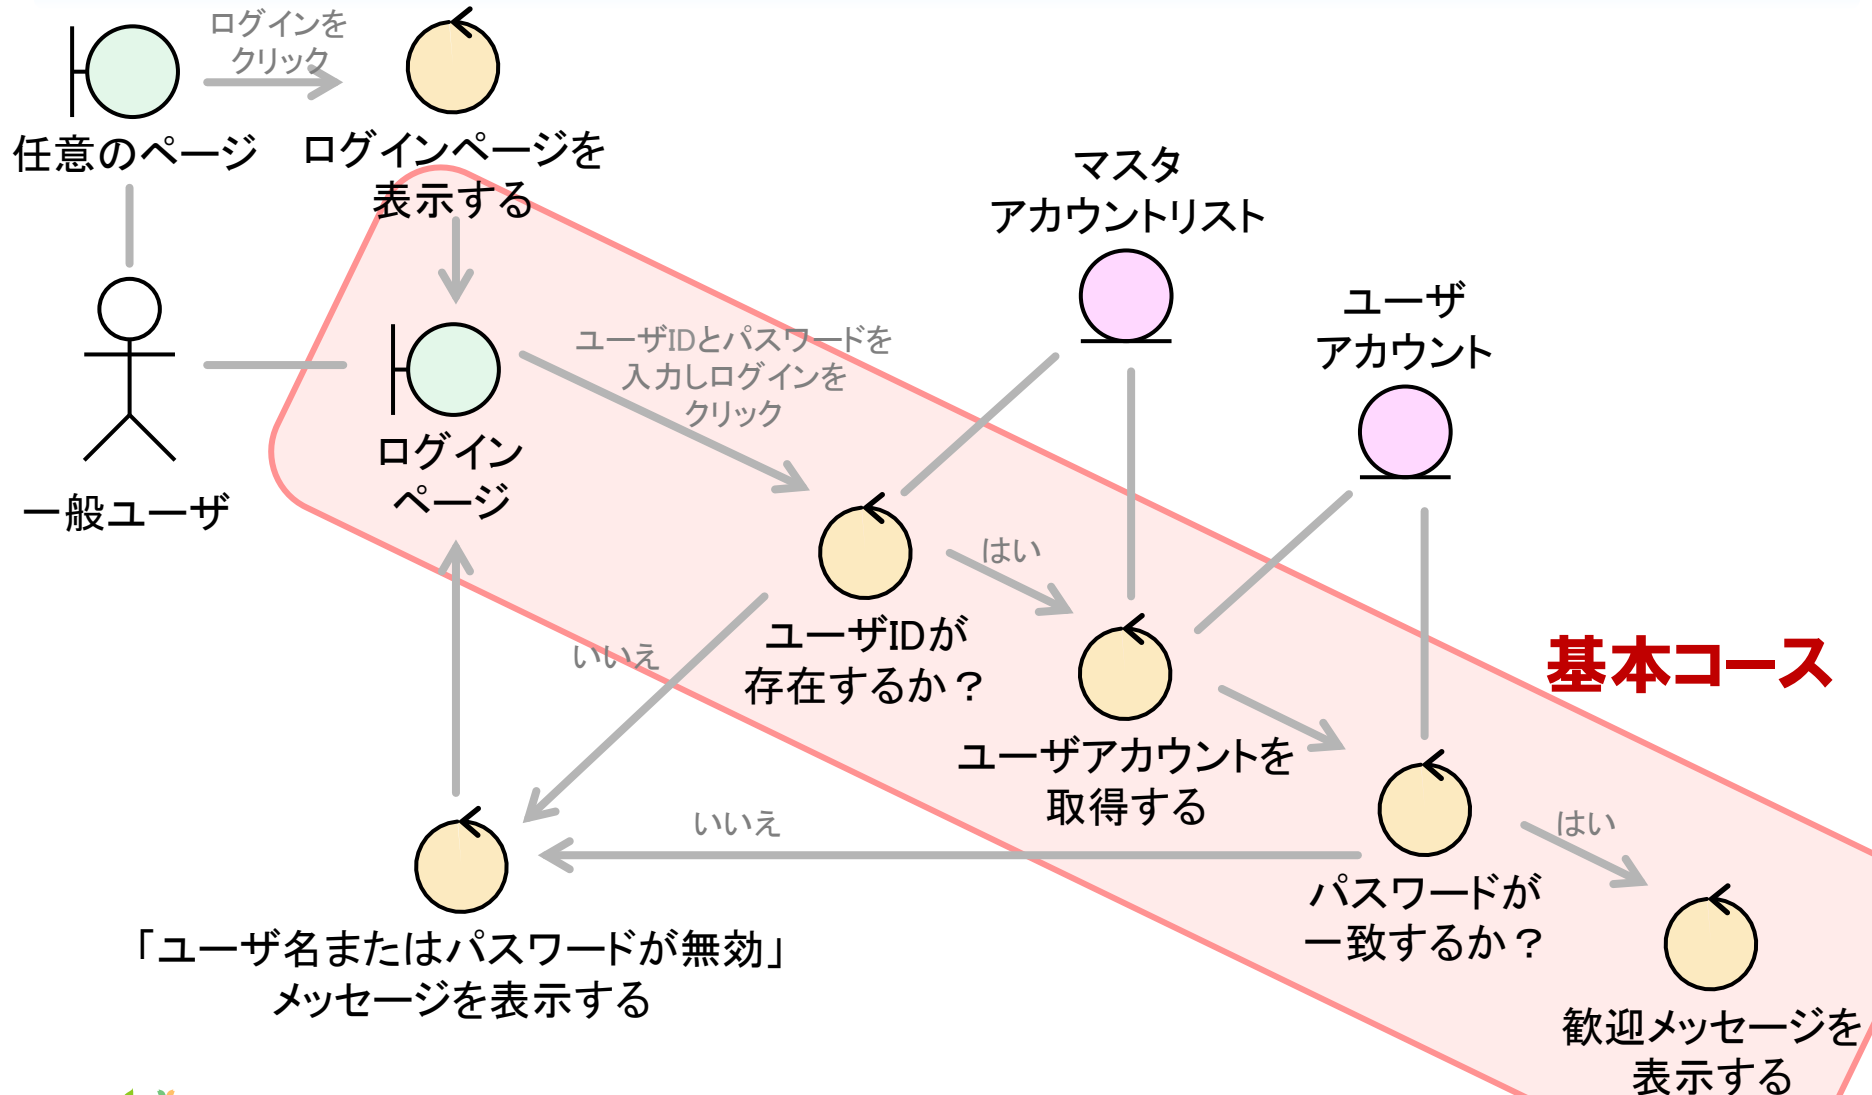 ログインを
クリック
任意のページ
ログインページを
表示する
マスタ
アカウントリスト
ユーザ
アカウント
ユーザIDとパスワードを
入力しログインを
クリック
ログイン
ページ
一般ユーザ
はい
いいえ
ユーザIDが
存在するか？
基本コース
ユーザアカウントを
取得する
いいえ
はい
パスワードが
一致するか？
「ユーザ名またはパスワードが無効」
メッセージを表示する
歓迎メッセージを
表示する